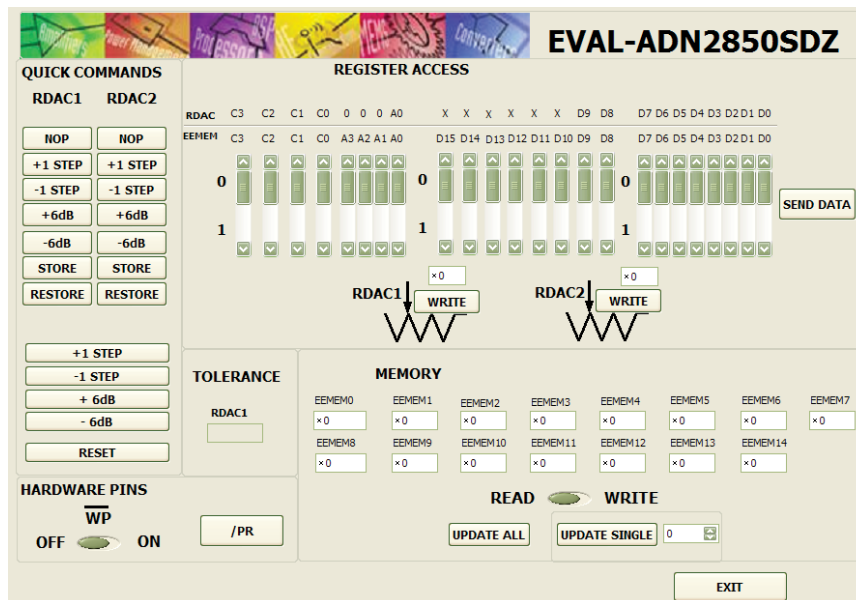 Amplifiers Power Management Processors DSP MEMS Converters
EVAL-ADN2850SDZ
QUICK COMMANDS
REGISTER ACCESS
RDAC1 RDAC2
RDAC C3 C2 C1 C0 0 0 0 A0 X X X X X X D9 D8 D7 D6 D5 D4 D3 D2 D1 D0
EEMEM C3 C2 C1 C0 A3 A2 A1 A0 D15 D14 D13 D12 D11 D10 D9 D8 D7 D6 D5 D4 D3 D2 D1 D0
NOP NOP
+1 STEP +1 STEP
-1 STEP -1 STEP
+6dB +6dB
-6dB -6dB
STORE STORE
RESTORE RESTORE
0 0 0
1 1 1
SEND DATA
×0 ×0
RDAC1 WRITE RDAC2 WRITE
+1 STEP
-1 STEP
+ 6dB
- 6dB
RESET
TOLERANCE
RDAC1
MEMORY
EEMEM0 EEMEM1 EEMEM2 EEMEM3 EEMEM4 EEMEM5 EEMEM6 EEMEM7
×0 ×0 ×0 ×0 ×0 ×0 ×0 ×0
EEMEM8 EEMEM9 EEMEM10 EEMEM11 EEMEM12 EEMEM13 EEMEM14
×0 ×0 ×0 ×0 ×0 ×0 ×0
HARDWARE PINS
WP
OFF ON
/PR
READ WRITE
UPDATE ALL UPDATE SINGLE 0
EXIT